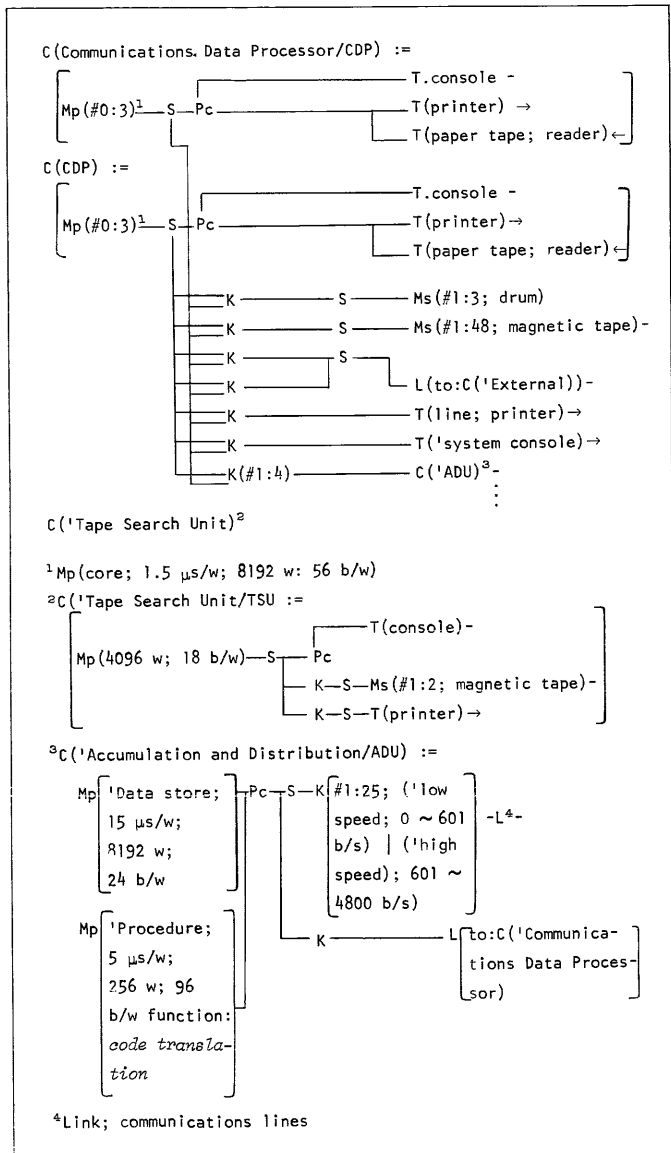 C(Communications Data Processor/CDP) :=
T.console -
Mp(#0:3)¹ S Pc T(printer) →
T(paper tape; reader)←
C(CDP) :=
T.console -
Mp(#0:3)¹ S Pc T(printer)→
T(paper tape; reader)←
K S Ms(#1:3; drum)
K S Ms(#1:48; magnetic tape)-
K S
K L(to:C('External))-
K T(line; printer)→
K T('system console)→
K(#1:4) C('ADU)³-
C('Tape Search Unit)²
¹Mp(core; 1.5 μs/w; 8192 w: 56 b/w)
²C('Tape Search Unit/TSU :=
T(console)-
Mp(4096 w; 18 b/w) S Pc
K-S-Ms(#1:2; magnetic tape)-
K-S-T(printer)→
³C('Accumulation and Distribution/ADU) :=
Mp 'Data store; Pc S K #1:25; ('low
15 μs/w; speed; 0 ~ 601 -L⁴-
8192 w; b/s) | ('high
24 b/w speed); 601 ~
4800 b/s)
Mp 'Procedure; K L to:C('Communica-
5 μs/w; tions Data Proces-
256 w; 96 sor)
b/w function:
code transla-
tion
⁴Link; communications lines